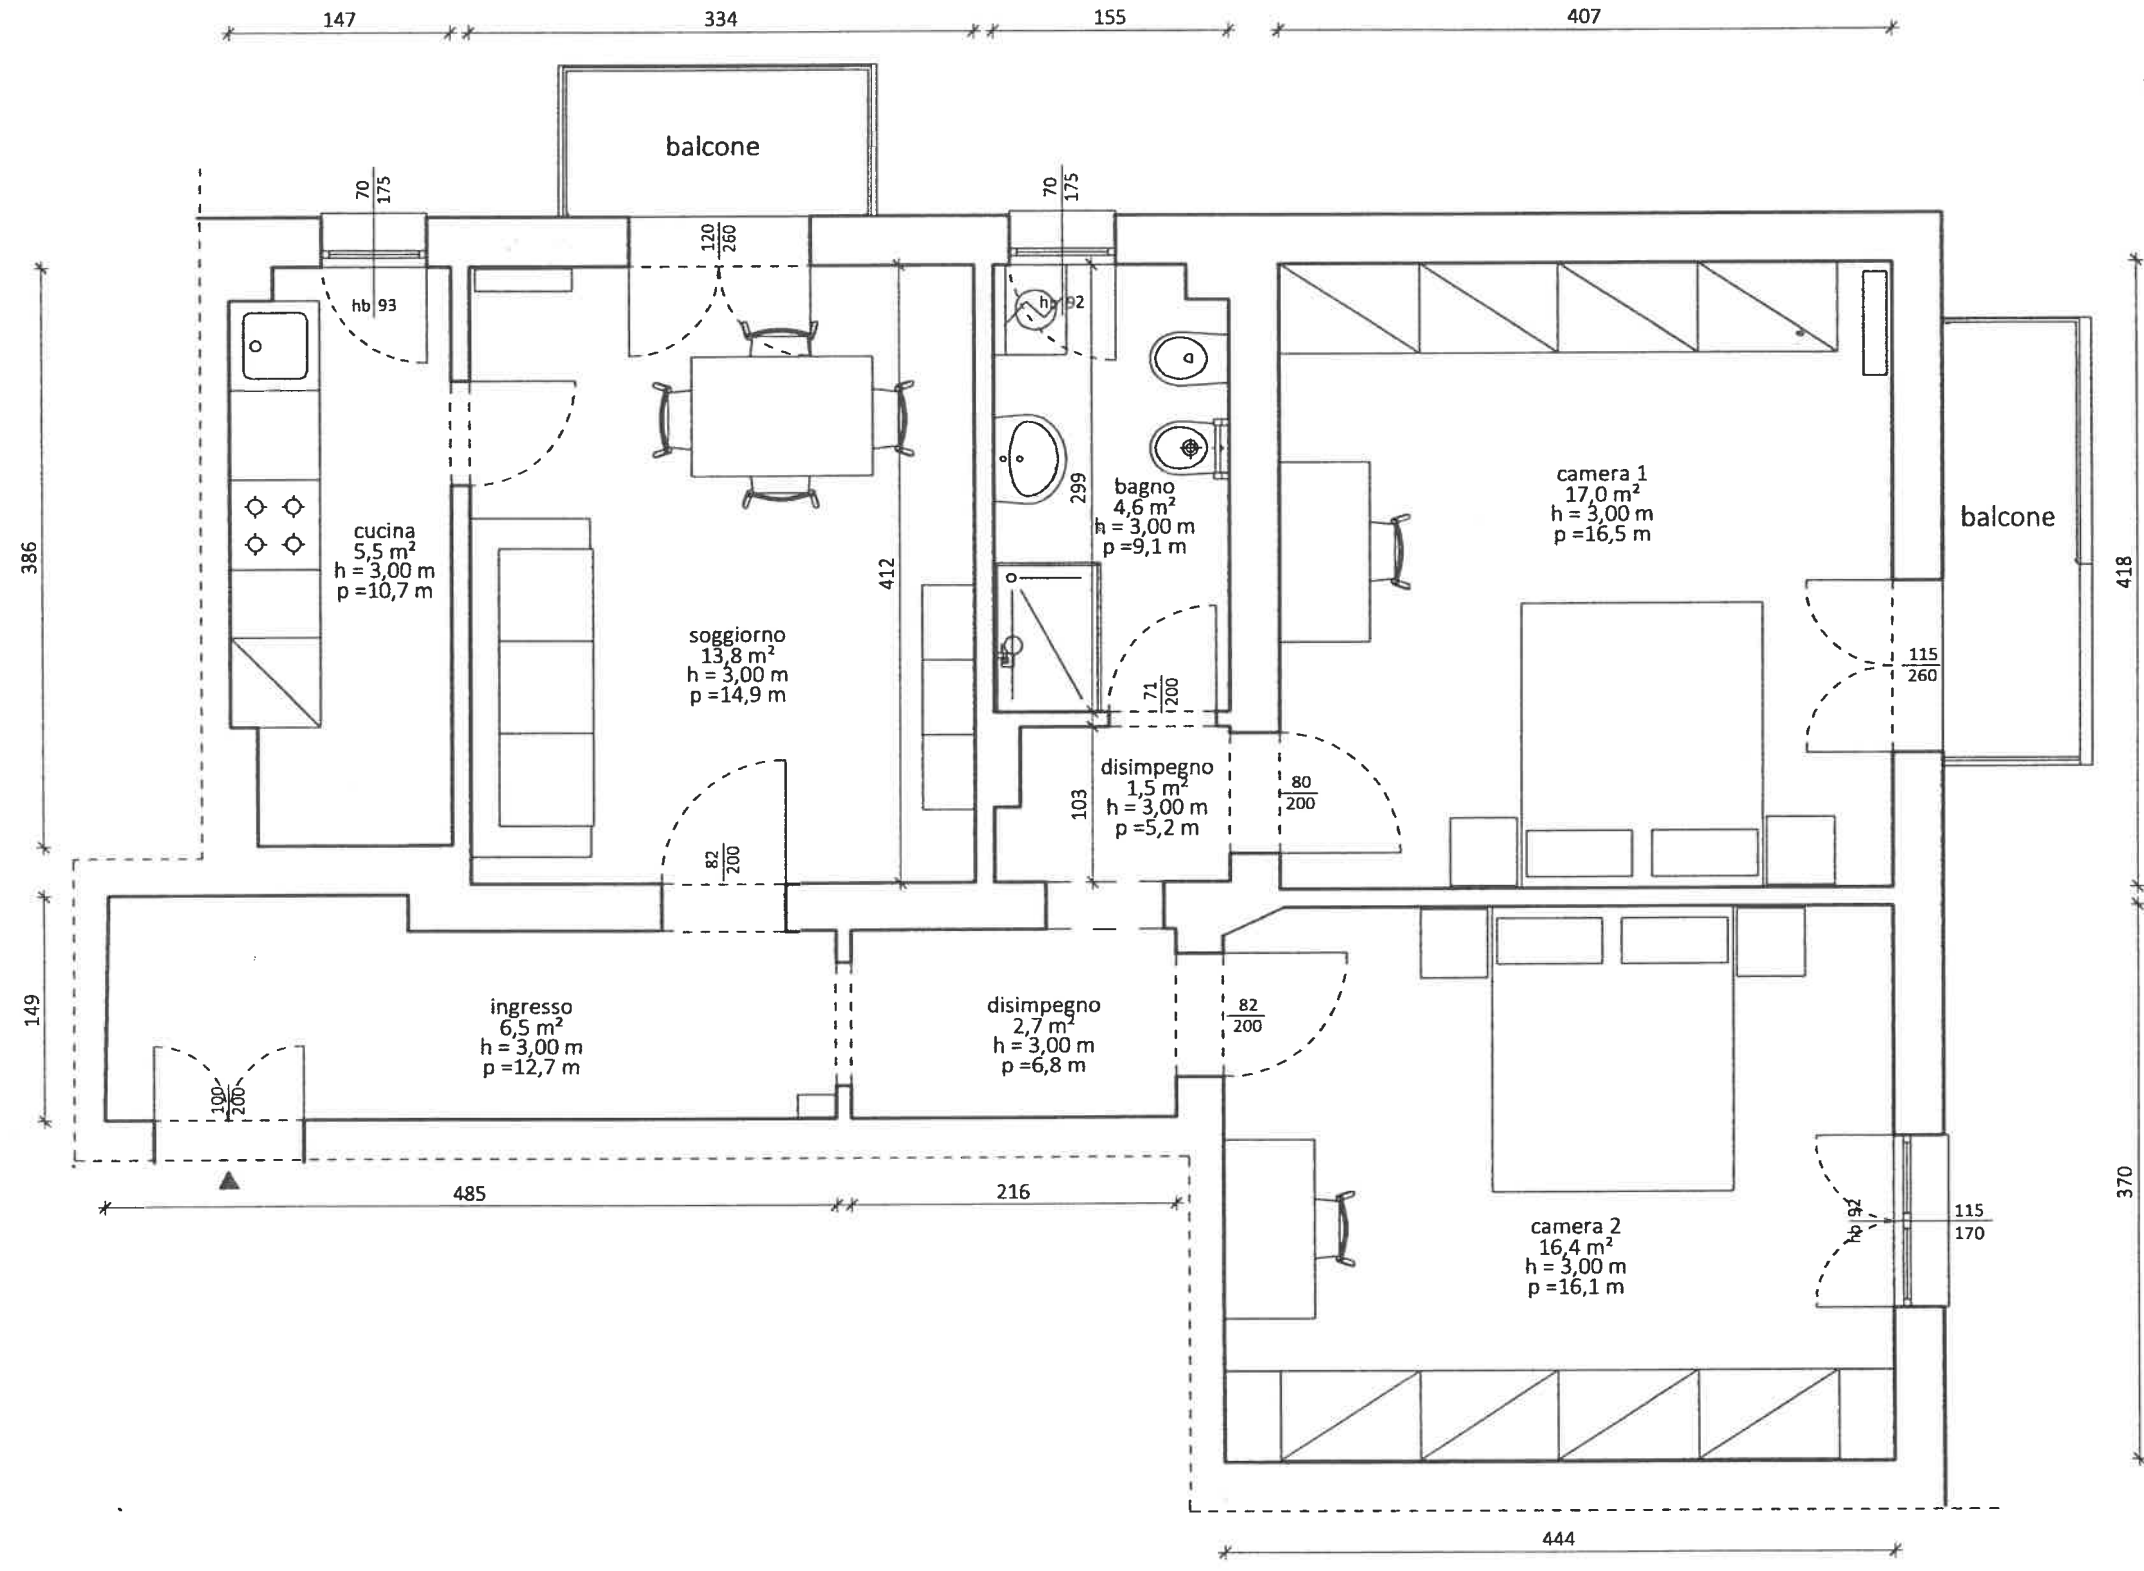 147
334
155
407
balcone
70
175
70
175
120
260
hb 93
hb 92
386
cucina
5,5 m²
h = 3,00 m
p =10,7 m
soggiorno
13,8 m²
h = 3,00 m
p =14,9 m
412
82
200
299
bagno
4,6 m²
h = 3,00 m
p =9,1 m
71
200
camera 1
17,0 m²
h = 3,00 m
p =16,5 m
balcone
418
115
260
disimpegno
1,5 m²
h = 3,00 m
p =5,2 m
103
80
200
149
ingresso
6,5 m²
h = 3,00 m
p =12,7 m
100
200
disimpegno
2,7 m²
h = 3,00 m
p =6,8 m
82
200
camera 2
16,4 m²
h = 3,00 m
p =16,1 m
hb 92
115
170
370
485
216
444